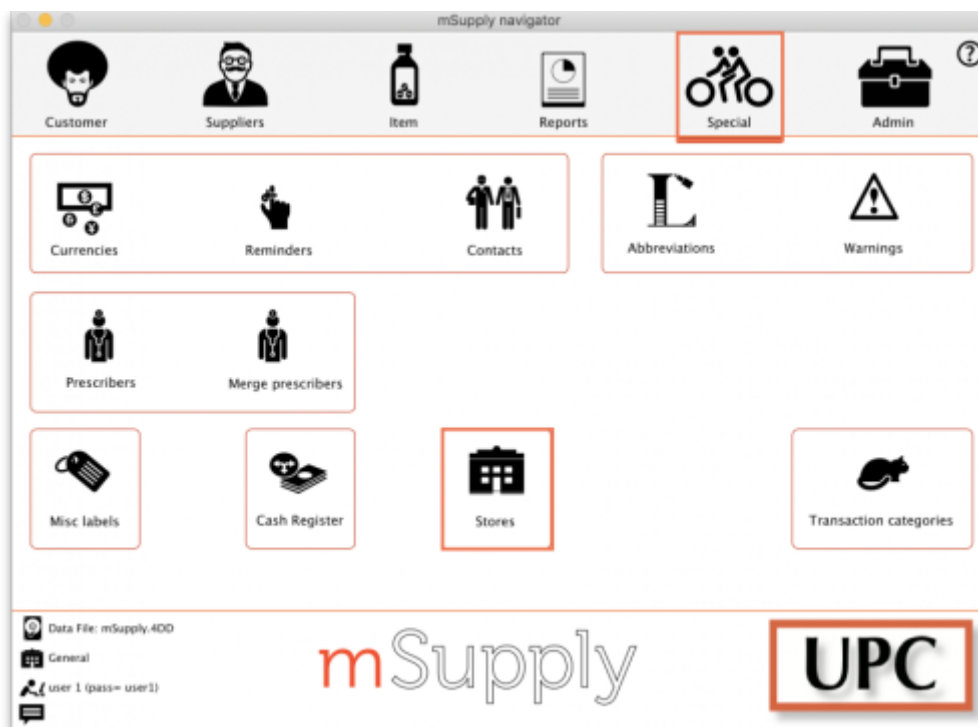 mSupply navigator
?
Customer
Suppliers
Item
Reports
Special
Admin
Currencies
Reminders
Contacts
Abbreviations
Warnings
Prescribers
Merge prescribers
Misc labels
Cash Register
Stores
Transaction categories
Data File: mSupply.4DD
General
user 1 (pass= user1)
mSupply
UPC